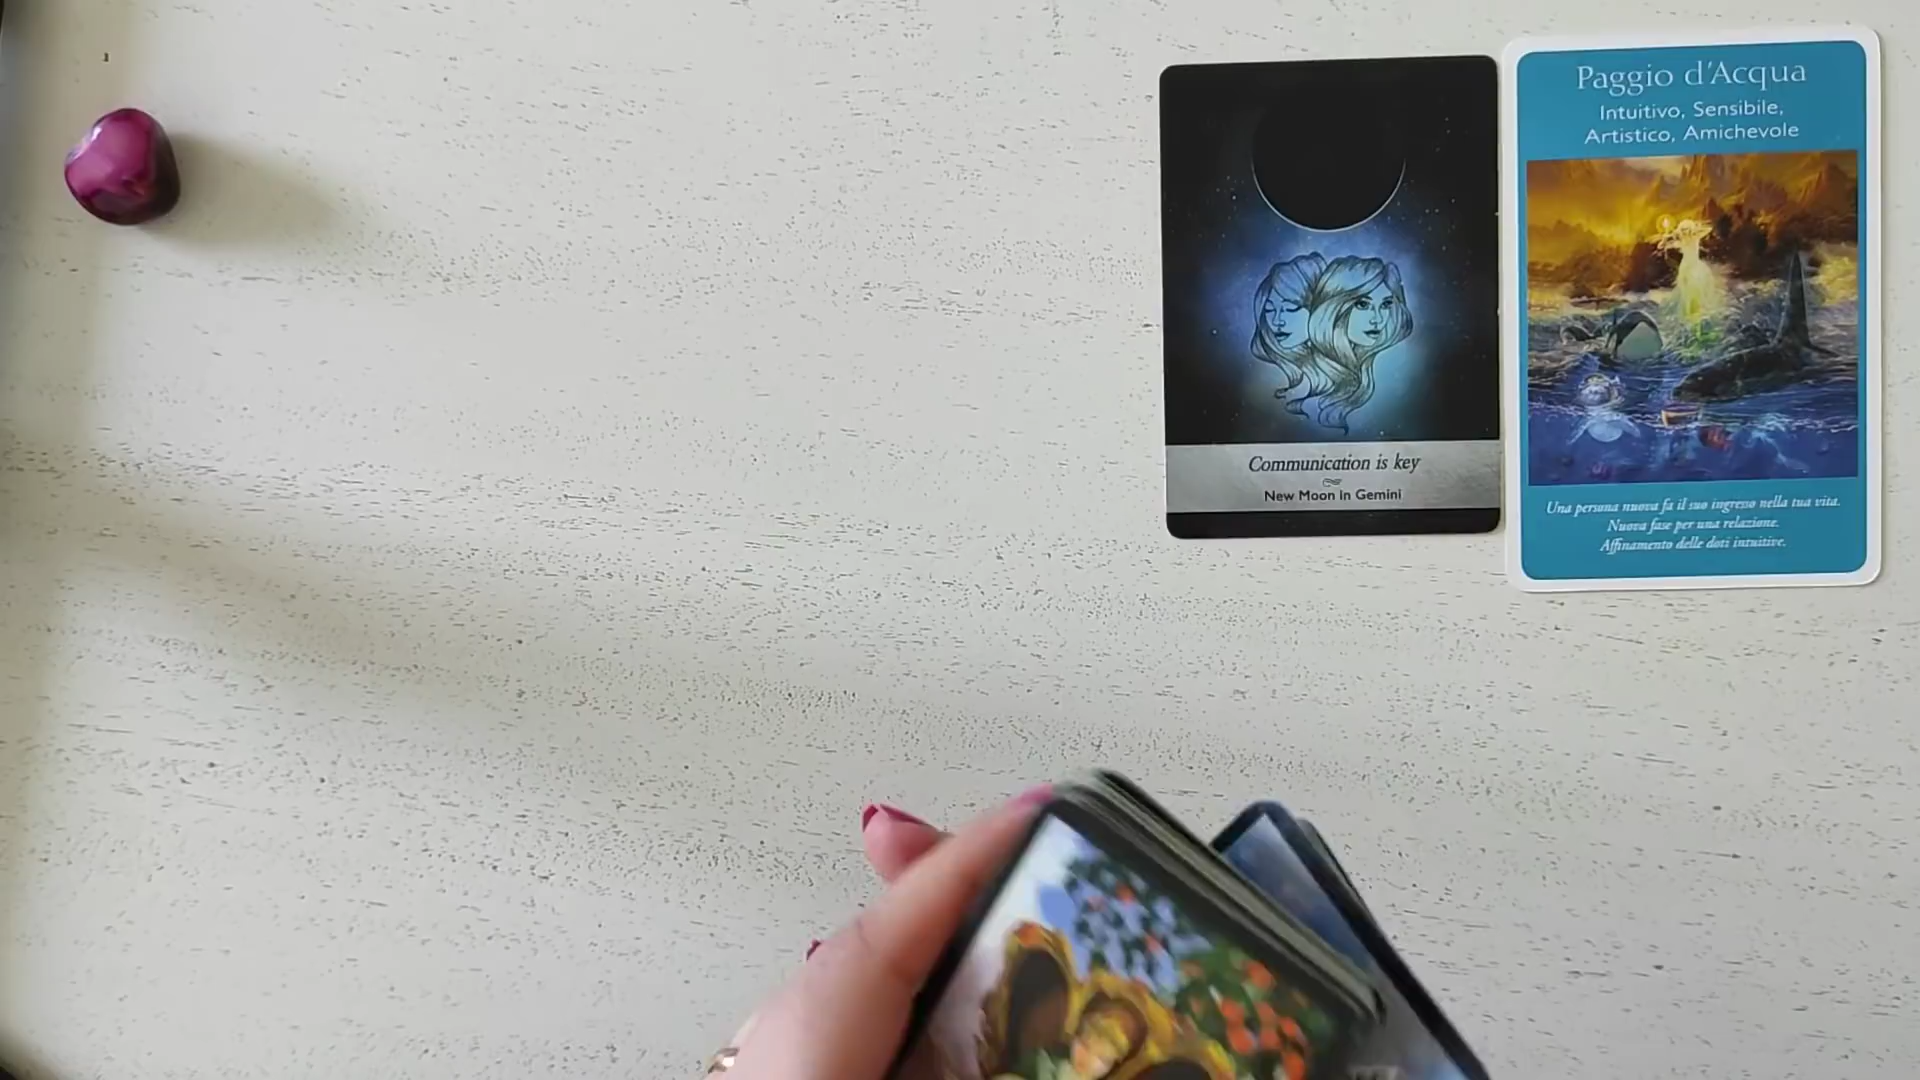 Communication is key
New Moon in Gemini
Paggio d'Acqua
Intuitivo, Sensibile,
Artistico, Amichevole
Una persona nuova fa il suo ingresso nella tua vita.
Nuova fase per una relazione.
Affinamento delle doti intuitive.